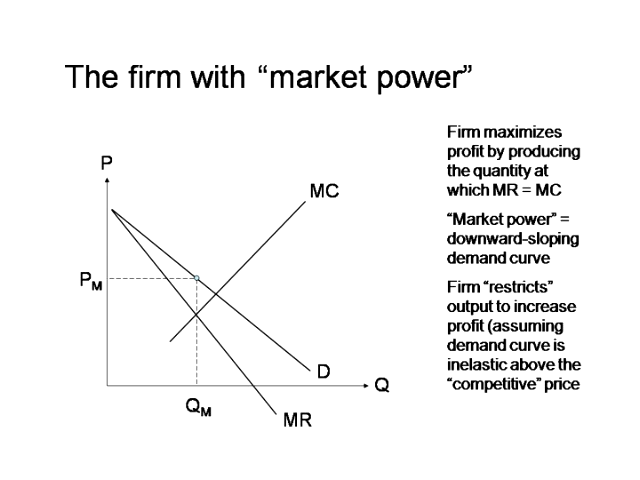 The firm with “market power”
P
MC
P_M
D
Q
Q_M
MR
Firm maximizes
profit by producing
the quantity at
which MR = MC
“Market power” =
downward-sloping
demand curve
Firm “restricts”
output to increase
profit (assuming
demand curve is
inelastic above the
“competitive” price